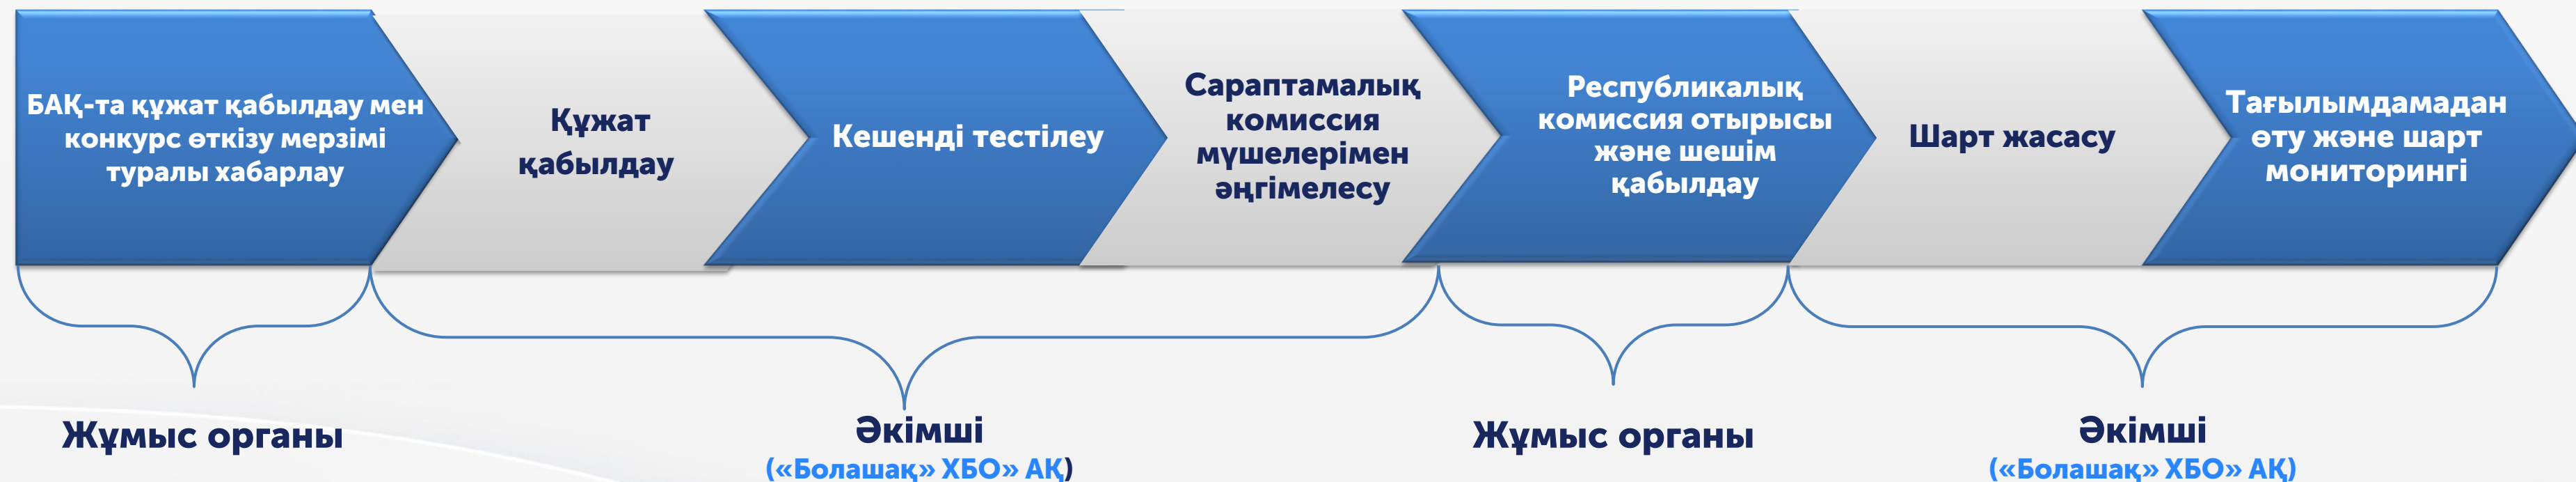 БАҚ-та құжат қабылдау мен
конкурс өткізу мерзімі
туралы хабарлау
Құжат
қабылдау
Кешенді тестілеу
Сараптамалық
комиссия
мүшелерімен
әңгімелесу
Республикалық
комиссия отырысы
және шешім
қабылдау
Шарт жасасу
Тағылымдамадан
өту және шарт
мониторингі
Жұмыс органы
Әкімші
(«Болашақ» ХБО» АҚ)
Жұмыс органы
Әкімші
(«Болашақ» ХБО» АҚ)